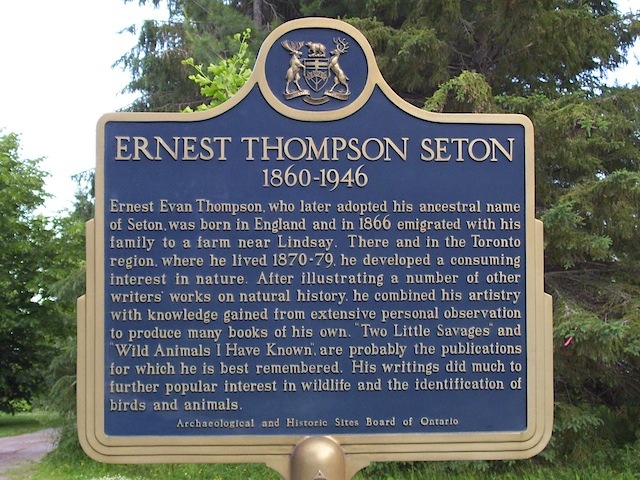 ERNEST THOMPSON SETON
1860-1946
Ernest Evan Thompson, who later adopted his ancestral name
of Seton, was born in England and in 1866 emigrated with his
family to a farm near Lindsay. There and in the Toronto
region, where he lived 1870-79, he developed a consuming
interest in nature. After illustrating a number of other
writers' works on natural history, he combined his artistry
with knowledge gained from extensive personal observation
to produce many books of his own. "Two Little Savages" and
"Wild Animals I Have Known", are probably the publications
for which he is best remembered. His writings did much to
further popular interest in wildlife and the identification of
birds and animals.
Archaeological and Historic Sites Board of Ontario